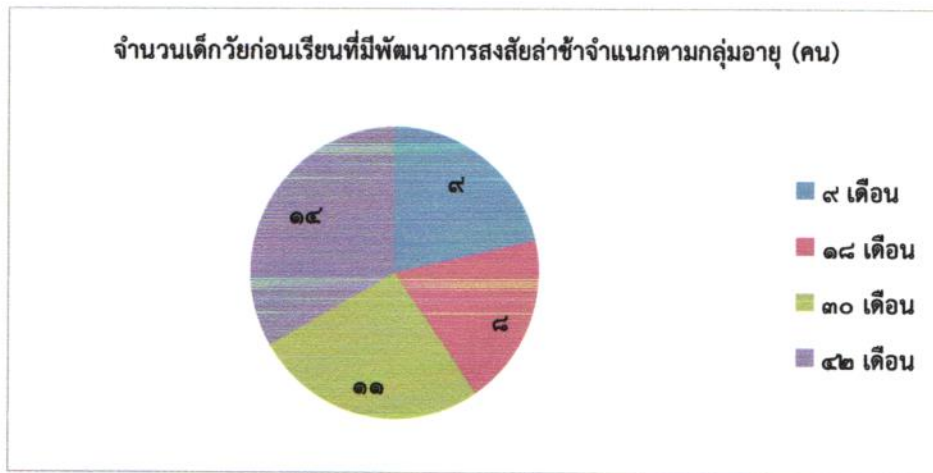 จำนวนเด็กวัยก่อนเรียนที่มีพัฒนาการสงสัยล่าช้าจำแนกตามกลุ่มอายุ (คน)
๙
๘
๑๑
๑๔
๙ เดือน
๑๘ เดือน
๓๐ เดือน
๔๒ เดือน